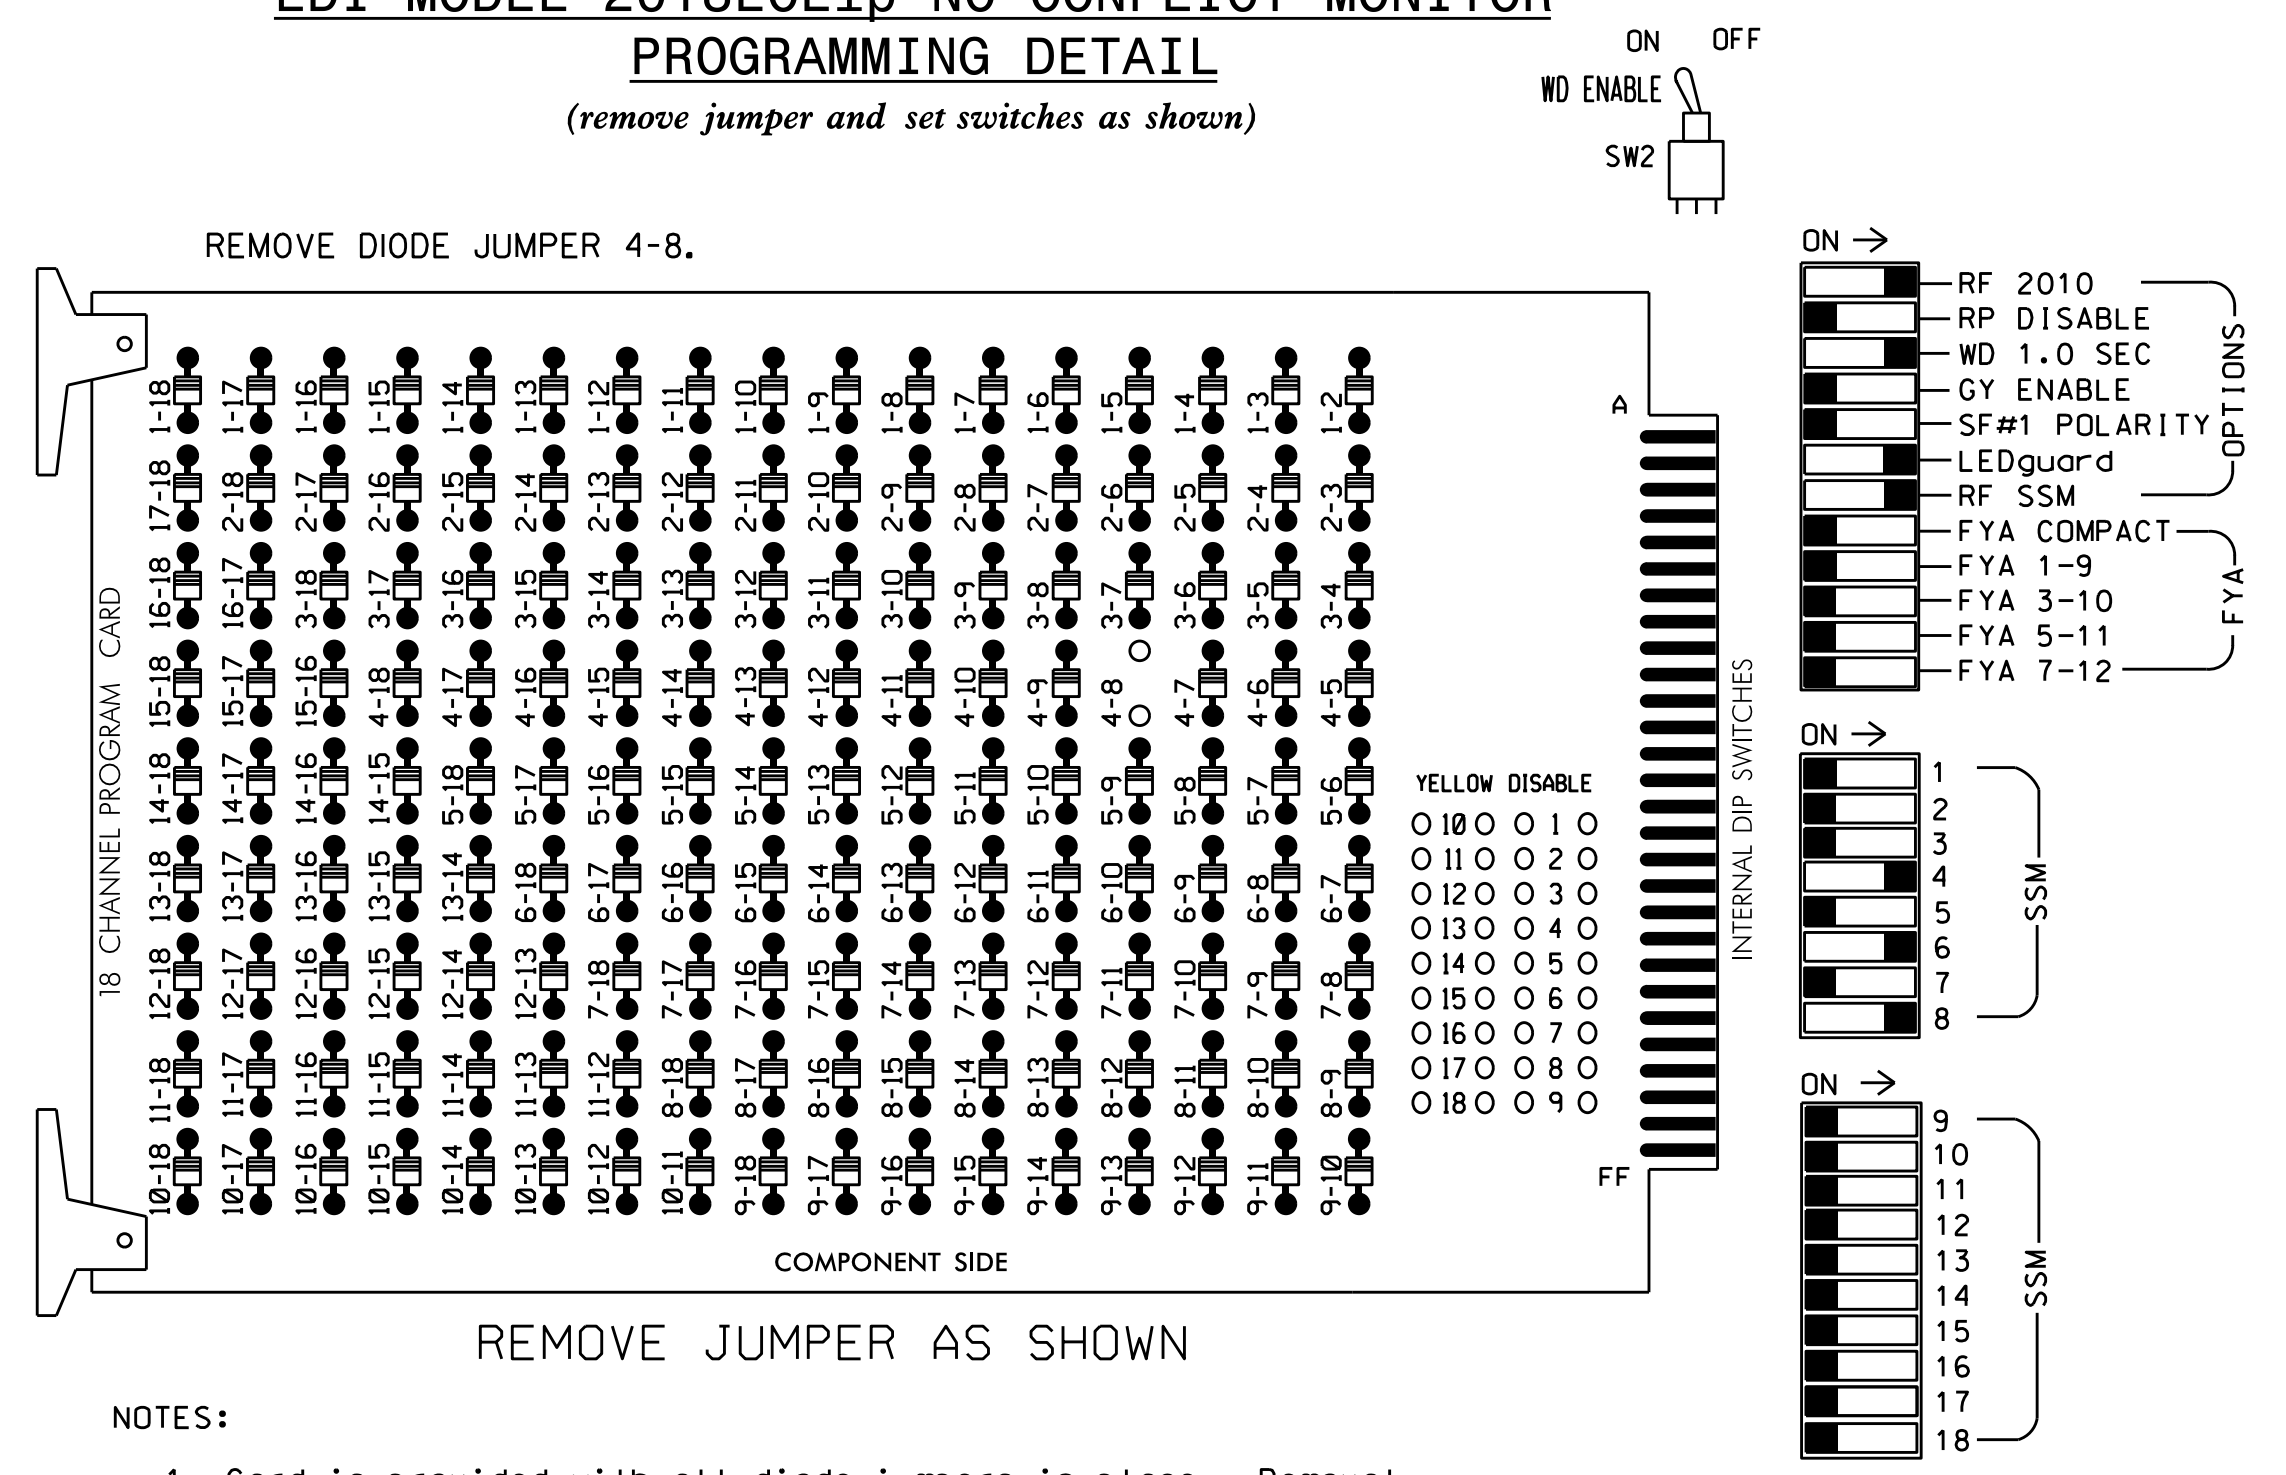 PROGRAMMING DETAIL
(remove jumper and set switches as shown)
ON OFF
WD ENABLE
SW2
REMOVE DIODE JUMPER 4-8.
1-18 1-17 1-16 1-15 1-14 1-13 1-12 1-11 1-10 1-9 1-8 1-7 1-6 1-5 1-4 1-3 1-2
17-18 2-18 2-17 2-16 2-15 2-14 2-13 2-12 2-11 2-10 2-9 2-8 2-7 2-6 2-5 2-4 2-3
16-18 16-17 3-18 3-17 3-16 3-15 3-14 3-13 3-12 3-11 3-10 3-9 3-8 3-7 3-6 3-5 3-4
15-18 15-17 15-16 4-18 4-17 4-16 4-15 4-14 4-13 4-12 4-11 4-10 4-9 4-8 4-7 4-6 4-5
14-18 14-17 14-16 14-15 5-18 5-17 5-16 5-15 5-14 5-13 5-12 5-11 5-10 5-9 5-8 5-7 5-6
13-18 13-17 13-16 13-15 13-14 6-18 6-17 6-16 6-15 6-14 6-13 6-12 6-11 6-10 6-9 6-8 6-7
12-18 12-17 12-16 12-15 12-14 12-13 7-18 7-17 7-16 7-15 7-14 7-13 7-12 7-11 7-10 7-9 7-8
11-18 11-17 11-16 11-15 11-14 11-13 11-12 8-18 8-17 8-16 8-15 8-14 8-13 8-12 8-11 8-10 8-9
10-18 10-17 10-16 10-15 10-14 10-13 10-12 10-11 9-18 9-17 9-16 9-15 9-14 9-13 9-12 9-11 9-10
18 CHANNEL PROGRAM CARD
A
YELLOW DISABLE
10 1
11 2
12 3
13 4
14 5
15 6
16 7
17 8
18 9
FF
COMPONENT SIDE
INTERNAL DIP SWITCHES
ON
RF 2010
RP DISABLE
WD 1.0 SEC
GY ENABLE
SF#1 POLARITY
LEDguard
RF SSM
OPTIONS
FYA COMPACT
FYA 1-9
FYA 3-10
FYA 5-11
FYA 7-12
FYA
ON
1
2
3
4
5
6
7
8
SSM
ON
9
10
11
12
13
14
15
16
17
18
SSM
REMOVE JUMPER AS SHOWN
NOTES: